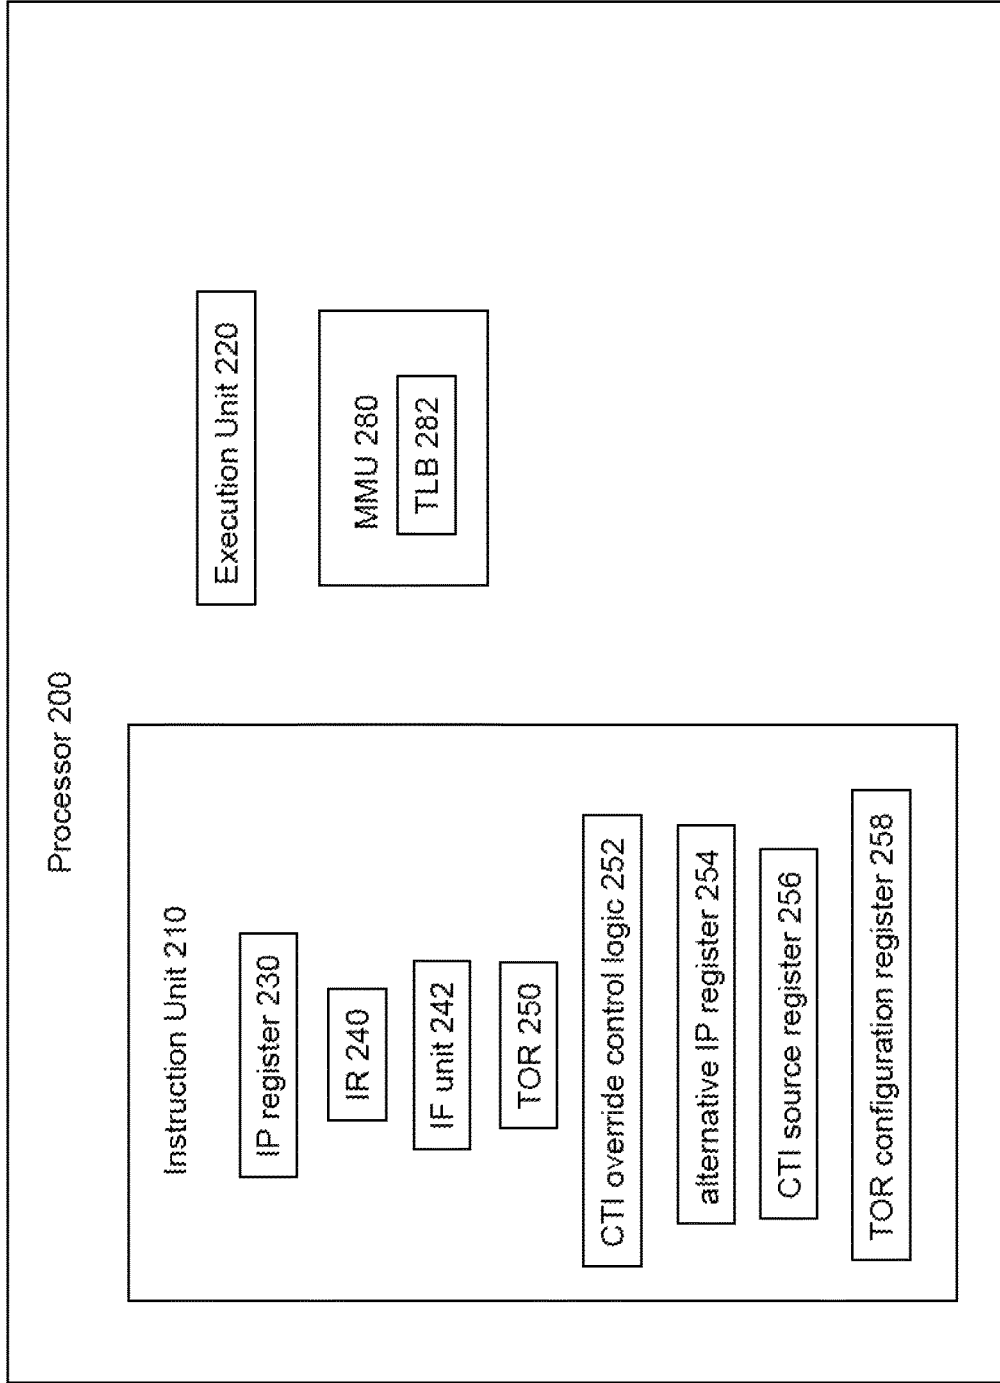 Processor 200
Instruction Unit 210
IP register 230
IR 240
IF unit 242
TOR 250
CTI override control logic 252
alternative IP register 254
CTI source register 256
TOR configuration register 258
Execution Unit 220
MMU 280
TLB 282